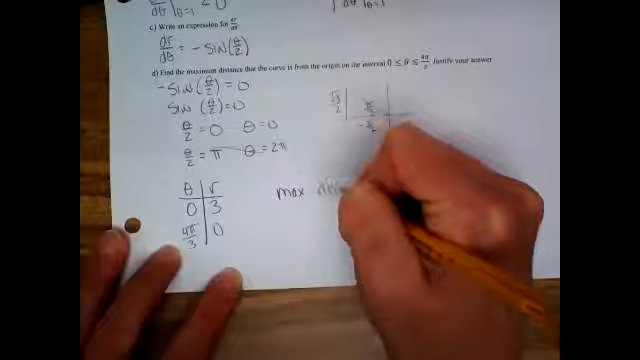 c) Write an expression for dr/dθ
dr/dθ = -sin(θ/2)
d) Find the maximum distance that the curve is from the origin on the interval 0 ≤ θ ≤ 4π/3 Justify your answer
-sin(θ/2) = 0
sin(θ/2) = 0
θ/2 = 0 θ = 0
θ/2 = π θ = 2π
θ r
0 3
4π/3 0
max